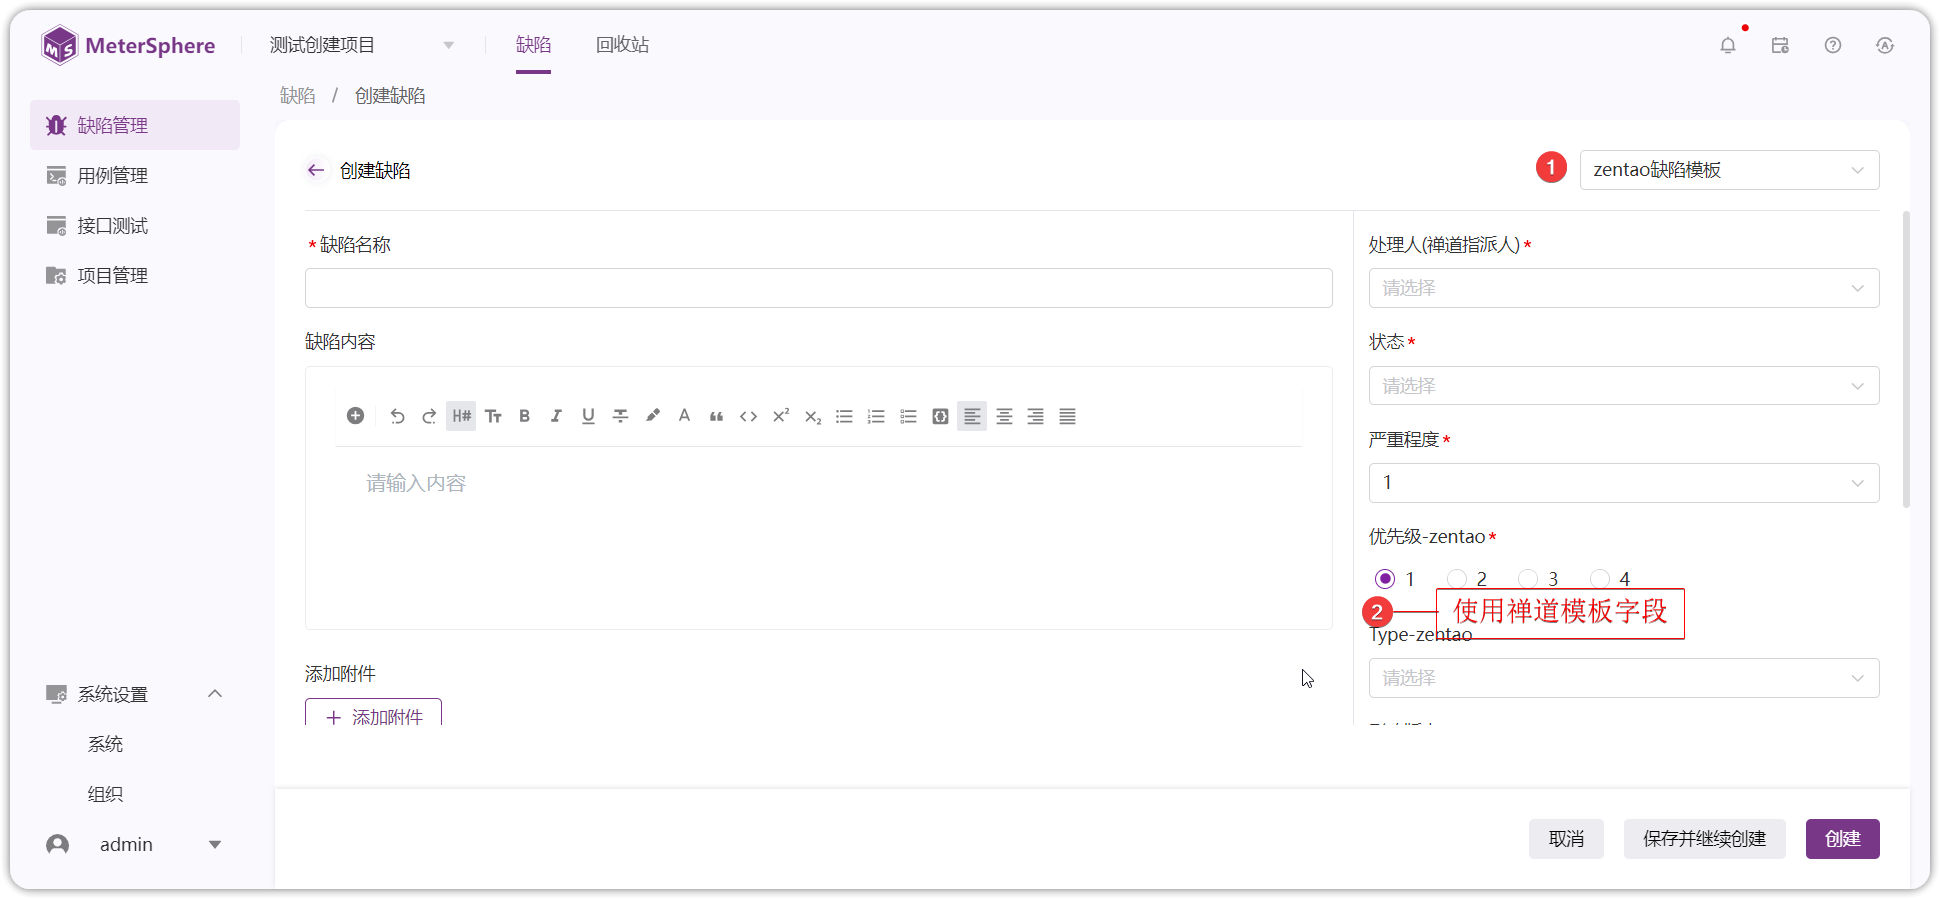 MeterSphere
测试创建项目
缺陷
回收站
缺陷 / 创建缺陷
缺陷管理
用例管理
接口测试
项目管理
系统设置
系统
组织
admin
创建缺陷
1
zentao缺陷模板
*缺陷名称
缺陷内容
H# Tr B I U A X² X₂
请输入内容
添加附件
+ 添加附件
处理人(禅道指派人)*
请选择
状态*
请选择
严重程度*
1
优先级-zentao*
1 2 3 4
2 使用禅道模板字段
Type-zentao
请选择
取消
保存并继续创建
创建